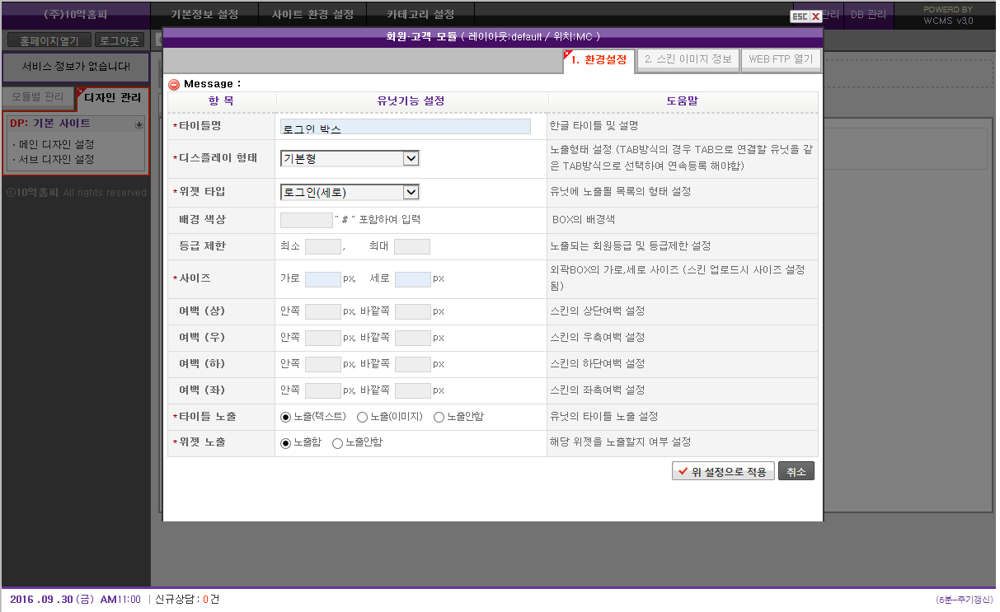 (주)10억홈피 기본정보 설정 사이트 환경 설정 카테고리 설정 관리 DB 관리 POWERD BY
WCMS v3.0
ESC X
홈페이지열기 로그아웃
회원·고객 모듈 ( 레이아웃:default / 위치:MC )
서비스 정보가 없습니다!
1. 환경설정 2. 스킨 이미지 정보 WEB·FTP 열기
모듈별 관리 디자인 관리
DP: 기본 사이트
· 메인 디자인 설정
· 서브 디자인 설정
ⓒ10억홈피 All rights reserved
Message :
항 목 유닛기능 설정 도움말
*타이틀명 로그인 박스 한글 타이틀 및 설명
*디스플레이 형태 기본형 노출형태 설정 (TAB방식의 경우 TAB으로 연결할 유닛을 같
은 TAB방식으로 선택하여 연속등록 해야함)
*위젯 타입 로그인(세로) 유닛에 노출될 목록의 형태 설정
배경 색상 " # " 포함하여 입력 BOX의 배경색
등급 제한 최소 , 최대 노출되는 회원등급 및 등급제한 설정
*사이즈 가로 px, 세로 px 외곽BOX의 가로,세로 사이즈 (스킨 업로드시 사이즈 설정
됨)
여백 (상) 안쪽 px, 바깥쪽 px 스킨의 상단여백 설정
여백 (우) 안쪽 px, 바깥쪽 px 스킨의 우측여백 설정
여백 (하) 안쪽 px, 바깥쪽 px 스킨의 하단여백 설정
여백 (좌) 안쪽 px, 바깥쪽 px 스킨의 좌측여백 설정
*타이틀 노출 노출(텍스트) 노출(이미지) 노출안함 유닛의 타이틀 노출 설정
*위젯 노출 노출함 노출안함 해당 위젯을 노출할지 여부 설정
위 설정으로 적용 취소
2016 .09 .30 (금) AM11:00 | 신규상담 : 0 건 (5분-주기갱신)